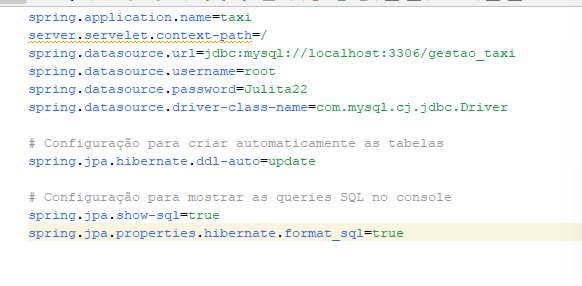 spring.application.name=taxi
server.servelet.context-path=/
spring.datasource.url=jdbc:mysql://localhost:3306/gestao_taxi
spring.datasource.username=root
spring.datasource.password=Julita22
spring.datasource.driver-class-name=com.mysql.cj.jdbc.Driver
# Configuração para criar automaticamente as tabelas
spring.jpa.hibernate.ddl-auto=update
# Configuração para mostrar as queries SQL no console
spring.jpa.show-sql=true
spring.jpa.properties.hibernate.format_sql=true